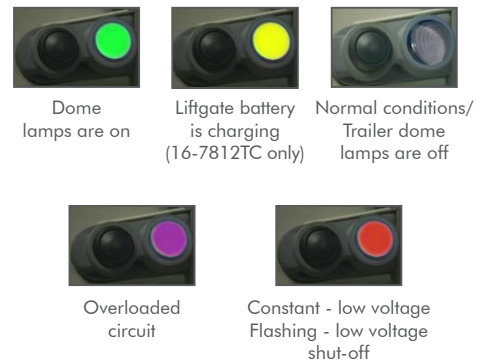 Dome
lamps are on
Liftgate battery
is charging
(16-7812TC only)
Normal conditions/
Trailer dome
lamps are off
Overloaded
circuit
Constant - low voltage
Flashing - low voltage
shut-off